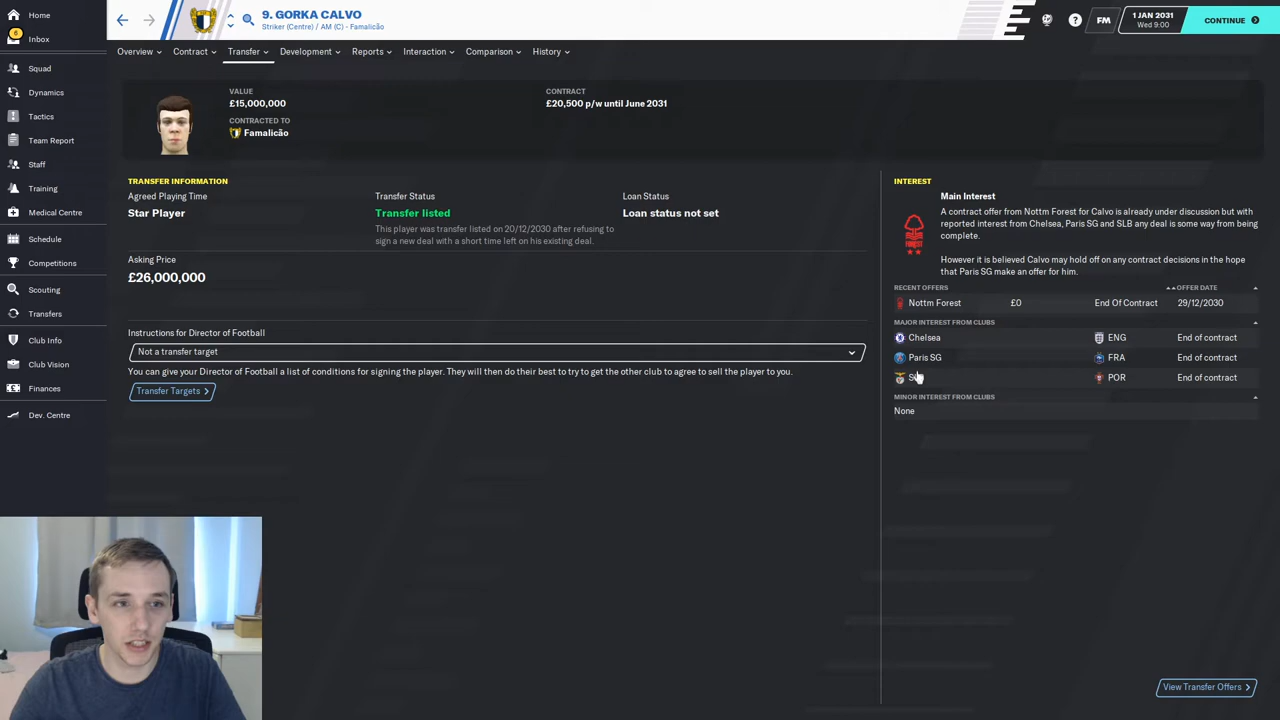 Home
6
Inbox
Squad
Dynamics
Tactics
Team Report
Staff
Training
Medical Centre
Schedule
Competitions
Scouting
Transfers
Club Info
Club Vision
Finances
Dev. Centre
9. GORKA CALVO
Striker (Centre) / AM (C) - Famalicão
FM
1 JAN 2031
Wed 9:00
CONTINUE
Overview
Contract
Transfer
Development
Reports
Interaction
Comparison
History
VALUE
£15,000,000
CONTRACTED TO
Famalicão
CONTRACT
£20,500 p/w until June 2031
TRANSFER INFORMATION
Agreed Playing Time
Star Player
Transfer Status
Transfer listed
This player was transfer listed on 20/12/2030 after refusing to
sign a new deal with a short time left on his existing deal.
Loan Status
Loan status not set
Asking Price
£26,000,000
Instructions for Director of Football
Not a transfer target
You can give your Director of Football a list of conditions for signing the player. They will then do their best to try to get the other club to agree to sell the player to you.
Transfer Targets
INTEREST
Main Interest
A contract offer from Nottm Forest for Calvo is already under discussion but with
reported interest from Chelsea, Paris SG and SLB any deal is some way from being
complete.
However it is believed Calvo may hold off on any contract decisions in the hope
that Paris SG make an offer for him.
RECENT OFFERS
OFFER DATE
Nottm Forest £0 End Of Contract 29/12/2030
MAJOR INTEREST FROM CLUBS
Chelsea ENG End of contract
Paris SG FRA End of contract
POR End of contract
MINOR INTEREST FROM CLUBS
None
View Transfer Offers